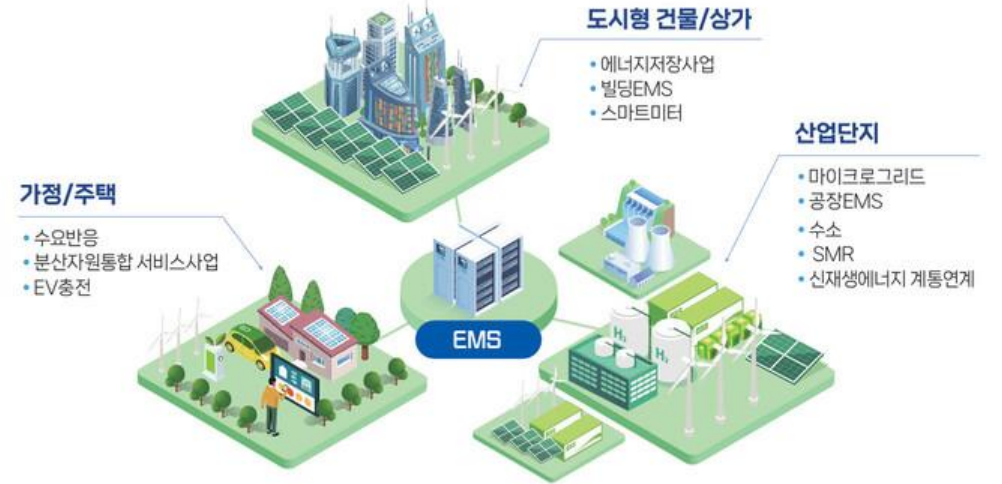 도시형 건물/상가
• 에너지저장사업
• 빌딩EMS
• 스마트미터
산업단지
• 마이크로그리드
• 공장EMS
• 수소
• SMR
• 신재생에너지 계통연계
가정/주택
• 수요반응
• 분산자원통합 서비스사업
• EV충전
EMS
H₂
H₂